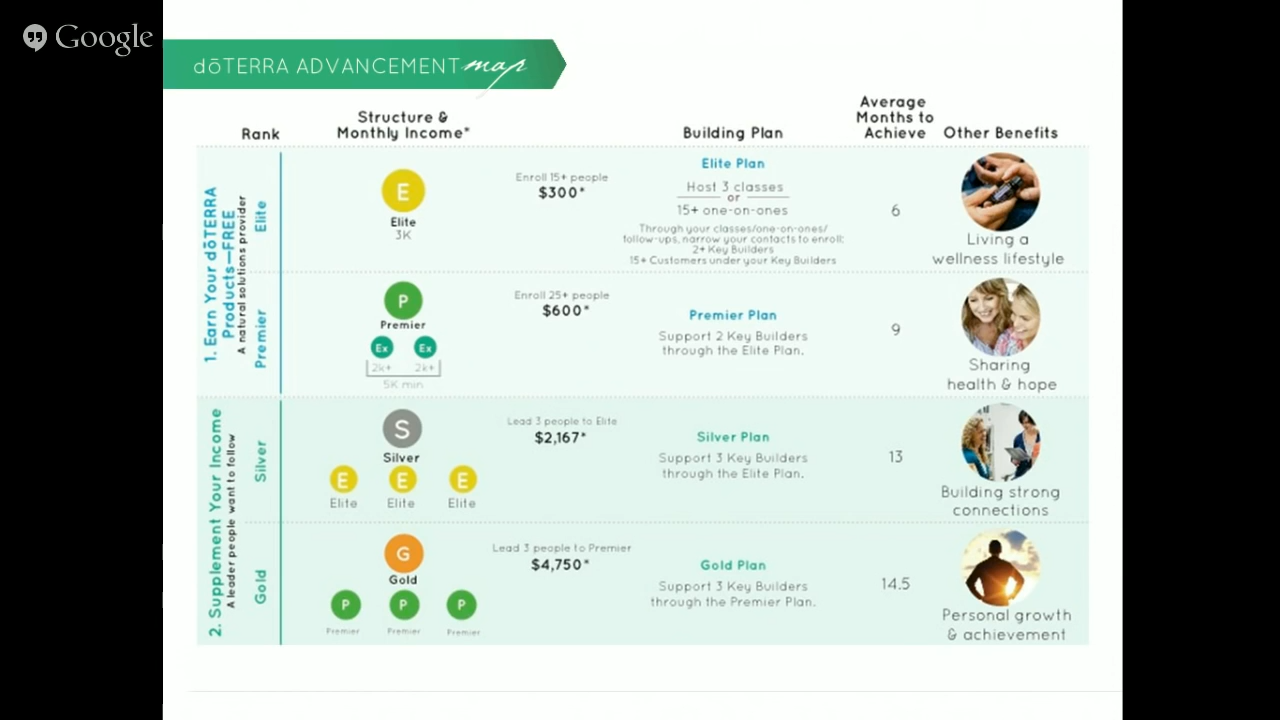 Google
dōTERRA ADVANCEMENT map
Rank
Structure &
Monthly Income*
Building Plan
Average
Months to
Achieve
Other Benefits
1. Earn Your dōTERRA
Products—FREE
A natural solutions provider
Elite
E
Elite
3K
Enroll 15+ people
$300*
Elite Plan
Host 3 classes
or
15+ one-on-ones
Through your classes/one-on-ones/
follow-ups, narrow your contacts to enroll:
2+ Key Builders
15+ Customers under your Key Builders
6
Living a
wellness lifestyle
Premier
P
Premier
Ex Ex
2k+ 2k+
5K min
Enroll 25+ people
$600*
Premier Plan
Support 2 Key Builders
through the Elite Plan.
9
Sharing
health & hope
2. Supplement Your Income
A leader people want to follow
Silver
S
Silver
E E E
Elite Elite Elite
Lead 3 people to Elite
$2,167*
Silver Plan
Support 3 Key Builders
through the Elite Plan.
13
Building strong
connections
Gold
G
Gold
P P P
Premier Premier Premier
Lead 3 people to Premier
$4,750*
Gold Plan
Support 3 Key Builders
through the Premier Plan.
14.5
Personal growth
& achievement